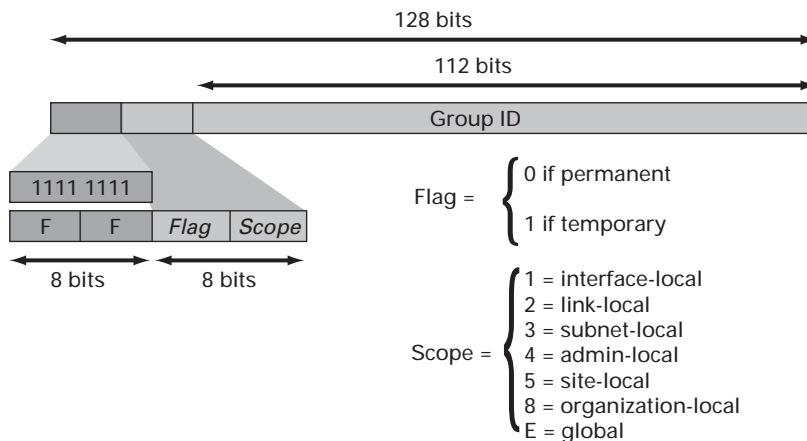 128 bits
112 bits
Group ID
1111 1111
F F Flag Scope
8 bits 8 bits
Flag =
0 if permanent
1 if temporary
Scope =
1 = interface-local
2 = link-local
3 = subnet-local
4 = admin-local
5 = site-local
8 = organization-local
E = global